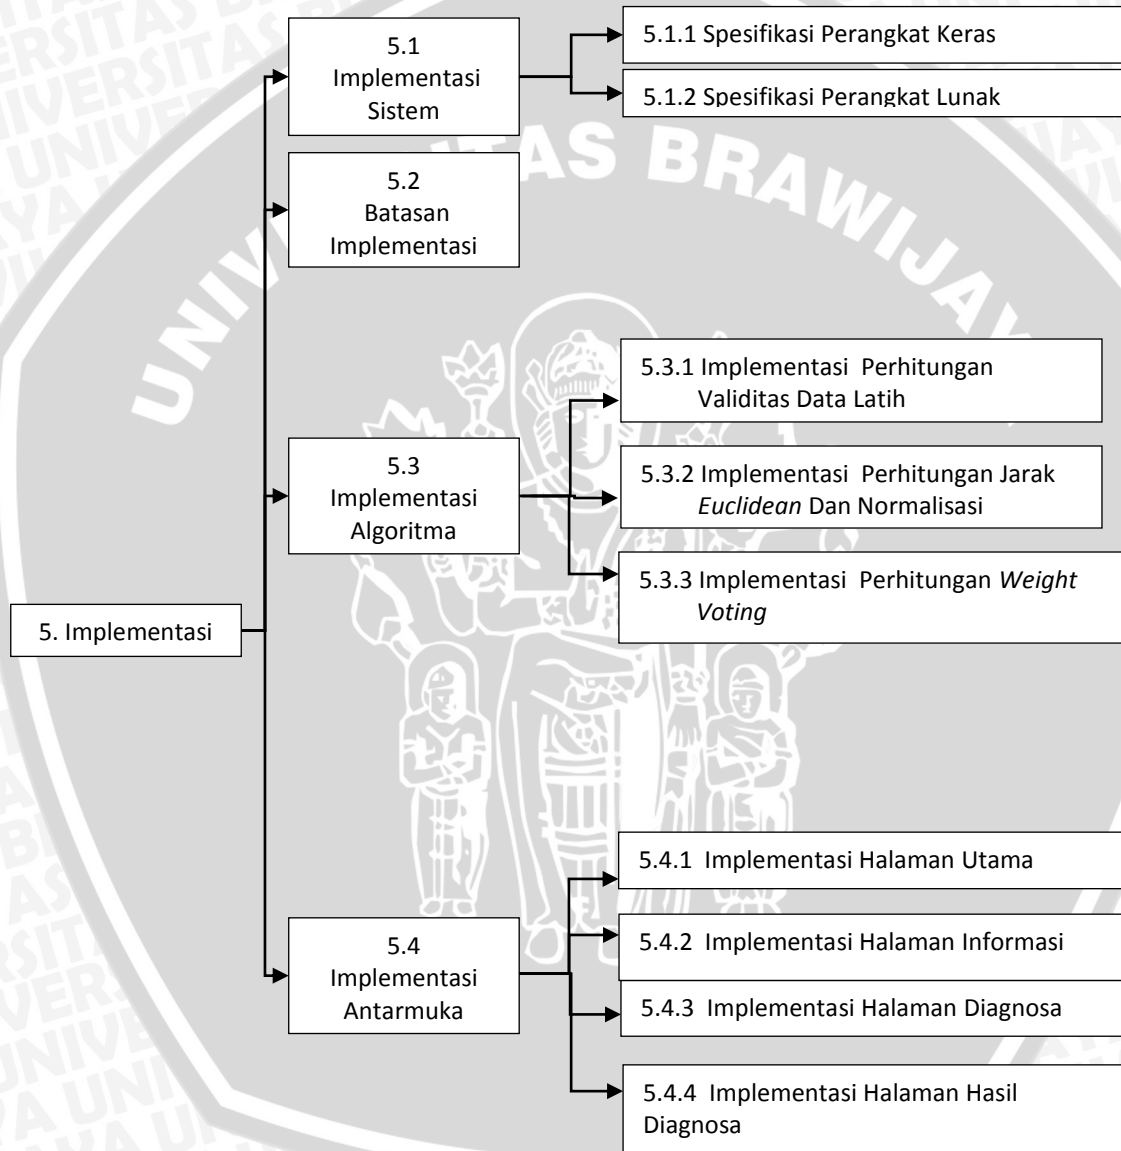 5.1
Implementasi
Sistem
5.1.1 Spesifikasi Perangkat Keras
5.1.2 Spesifikasi Perangkat Lunak
5.2
Batasan
Implementasi
5.3
Implementasi
Algoritma
5.3.1 Implementasi  Perhitungan
Validitas Data Latih
5.3.2 Implementasi  Perhitungan Jarak
Euclidean Dan Normalisasi
5.3.3 Implementasi  Perhitungan Weight
Voting
5. Implementasi
5.4
Implementasi
Antarmuka
5.4.1  Implementasi Halaman Utama
5.4.2  Implementasi Halaman Informasi
5.4.3  Implementasi Halaman Diagnosa
5.4.4  Implementasi Halaman Hasil
Diagnosa
BRAWIJAYA